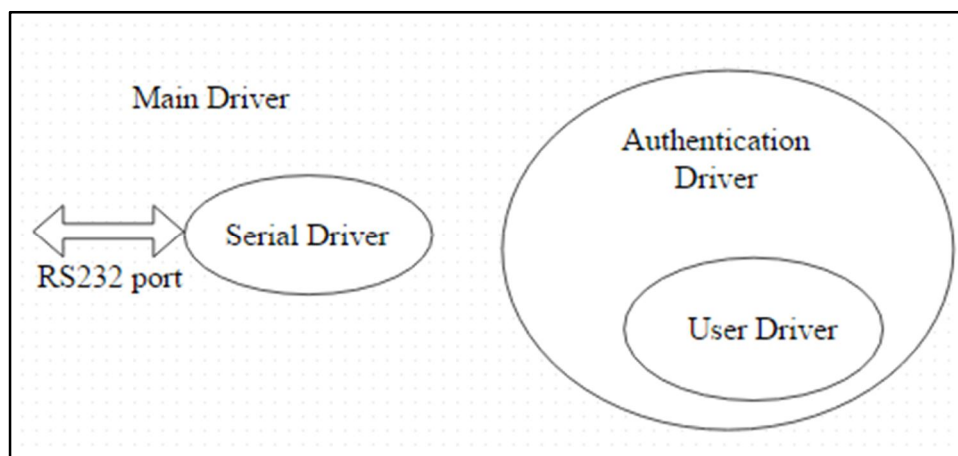 Main Driver
Authentication
Driver
Serial Driver
RS232 port
User Driver